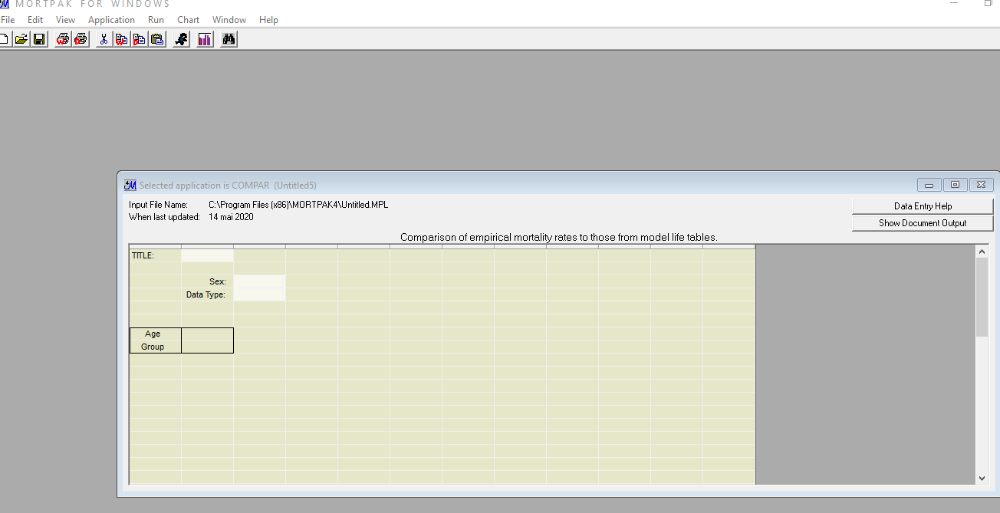 MORTPAK FOR WINDOWS
File Edit View Application Run Chart Window Help
Selected application is COMPAR (Untitled5)
Input File Name: C:\Program Files (x86)\MORTPAK4\Untitled.MPL
When last updated: 14 mai 2020
Data Entry Help
Show Document Output
Comparison of empirical mortality rates to those from model life tables.
TITLE:
Sex:
Data Type:
Age
Group